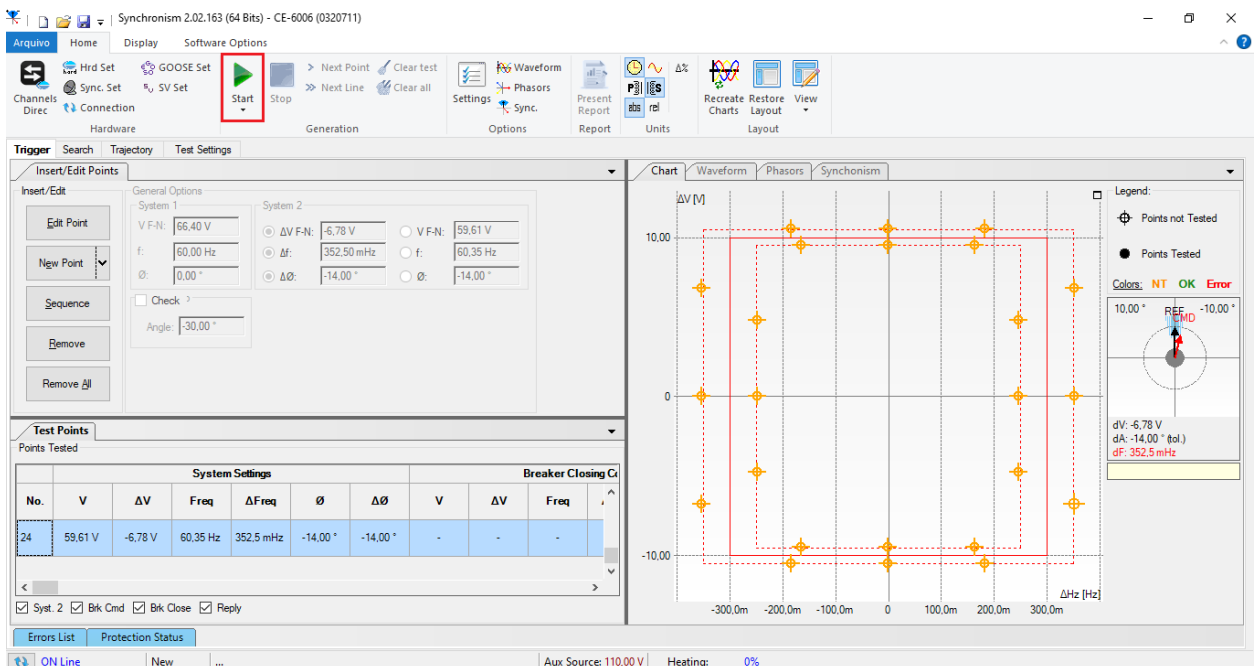 Synchronism 2.02.163 (64 Bits) - CE-6006 (0320711)
Arquivo Home Display Software Options
Hrd Set GOOSE Set
Sync. Set SV Set
Connection
Channels Direc
Hardware
Start Stop
Next Point Clear test
Next Line Clear all
Generation
Settings
Waveform
Phasors
Sync.
Options
Present Report
Report
Δ%
abs rel
Units
Recreate Charts Restore Layout View
Layout
Trigger Search Trajectory Test Settings
Insert/Edit Points
Insert/Edit
Edit Point
New Point
Sequence
Remove
Remove All
General Options
System 1
V F-N: 66,40 V
f: 60,00 Hz
Ø: 0,00 °
System 2
ΔV F-N: -6,78 V V F-N: 59,61 V
Δf: 352,50 mHz f: 60,35 Hz
ΔØ: -14,00 ° Ø: -14,00 °
Check
Angle: -30,00 °
Test Points
Points Tested
System Settings Breaker Closing Co
No. V ΔV Freq ΔFreq Ø ΔØ V ΔV Freq
24 59,61 V -6,78 V 60,35 Hz 352,5 mHz -14,00 ° -14,00 ° - - -
Syst. 2 Brk Cmd Brk Close Reply
Chart Waveform Phasors Synchonism
ΔV [V]
10,00
0
-10,00
-300,0m -200,0m -100,0m 0 100,0m 200,0m 300,0m
ΔHz [Hz]
Legend:
Points not Tested
Points Tested
Colors: NT OK Error
10,00 ° REF -10,00 °
CMD
dV: -6,78 V
dA: -14,00 ° (tol.)
dF: 352,5 mHz
Errors List Protection Status
ON Line New ... Aux Source: 110.00 V Heating: 0%